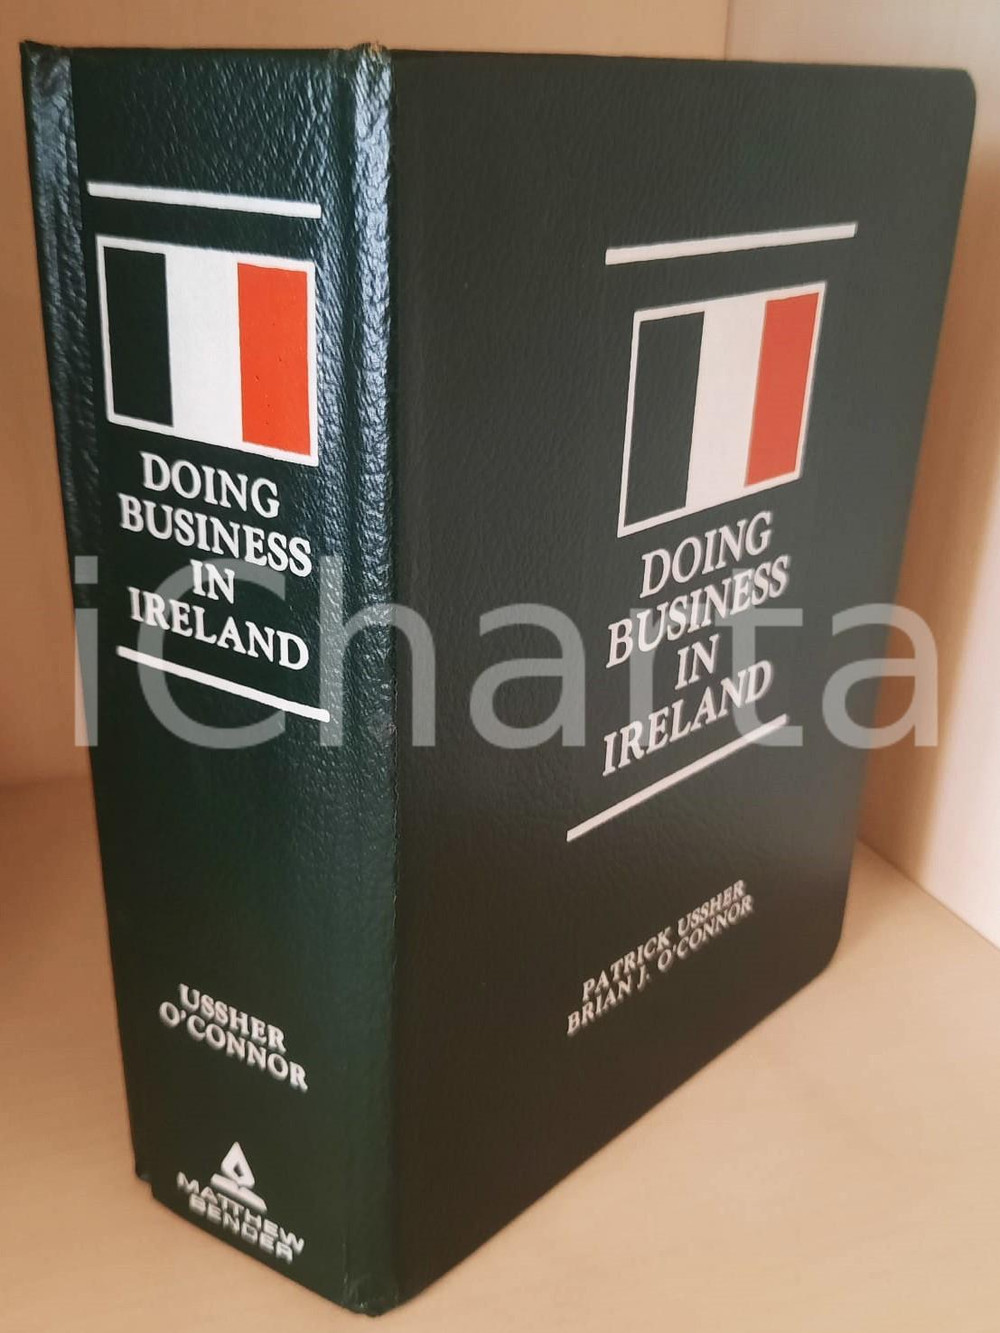 DOING
BUSINESS
IN
IRELAND
USSHER
O'CONNOR
MATTHEW
BENDER
DOING
BUSINESS
IN
IRELAND
PATRICK USSHER
BRIAN J. O'CONNOR
iCharta